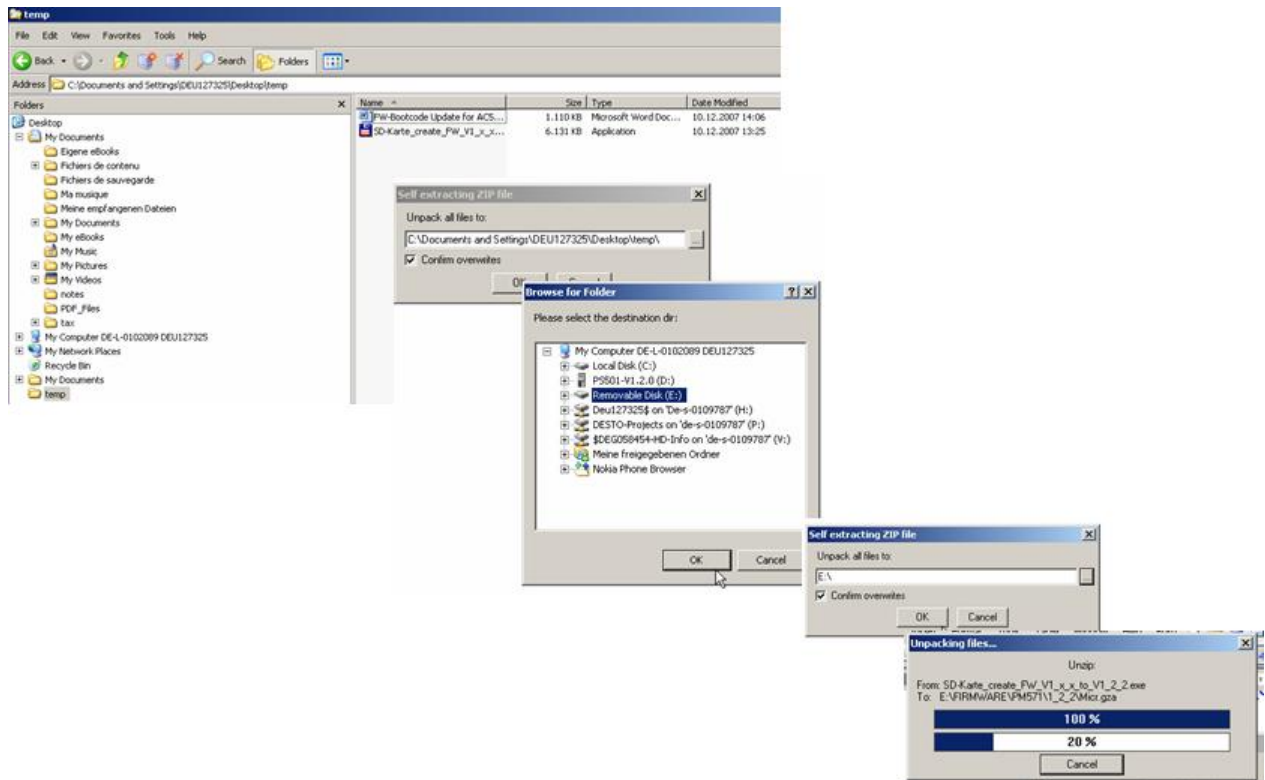 temp
File Edit View Favorites Tools Help
Back Search Folders
Address C:\Documents and Settings\DEU127325\Desktop\temp
Folders
Desktop
My Documents
Eigene eBooks
Fichiers de contenu
Fichiers de sauvegarde
Ma musique
Meine empfangenen Dateien
My Documents
My eBooks
My Music
My Pictures
My Videos
notes
PDF_Files
tax
My Computer DE-L-0102089 DEU127325
My Network Places
Recycle Bin
My Documents
temp
Name Size Type Date Modified
FW-Bootcode Update for AC5... 1.110 KB Microsoft Word Doc... 10.12.2007 14:06
SD-Karte_create_FW_V1_x_x... 6.131 KB Application 10.12.2007 13:25
Self extracting ZIP file
Unpack all files to:
C:\Documents and Settings\DEU127325\Desktop\temp\
...
Confirm overwrites
Browse for Folder
Please select the destination dir:
My Computer DE-L-0102089 DEU127325
Local Disk (C:)
PS501-V1.2.0 (D:)
Removable Disk (E:)
Deu127325$ on 'De-s-0109787' (H:)
DESTO-Projects on 'de-s-0109787' (P:)
$DEG058454-HD-Info on 'de-s-0109787' (V:)
Meine freigegebenen Ordner
Nokia Phone Browser
OK Cancel
Self extracting ZIP file
Unpack all files to:
E:\
...
Confirm overwrites
OK Cancel
Unpacking files...
Unzip:
From: SD-Karte_create_FW_V1_x_x_to_V1_2_2.exe
To: E:\FIRMWARE\PM571\1_2_2\Micr.gza
100 %
20 %
Cancel